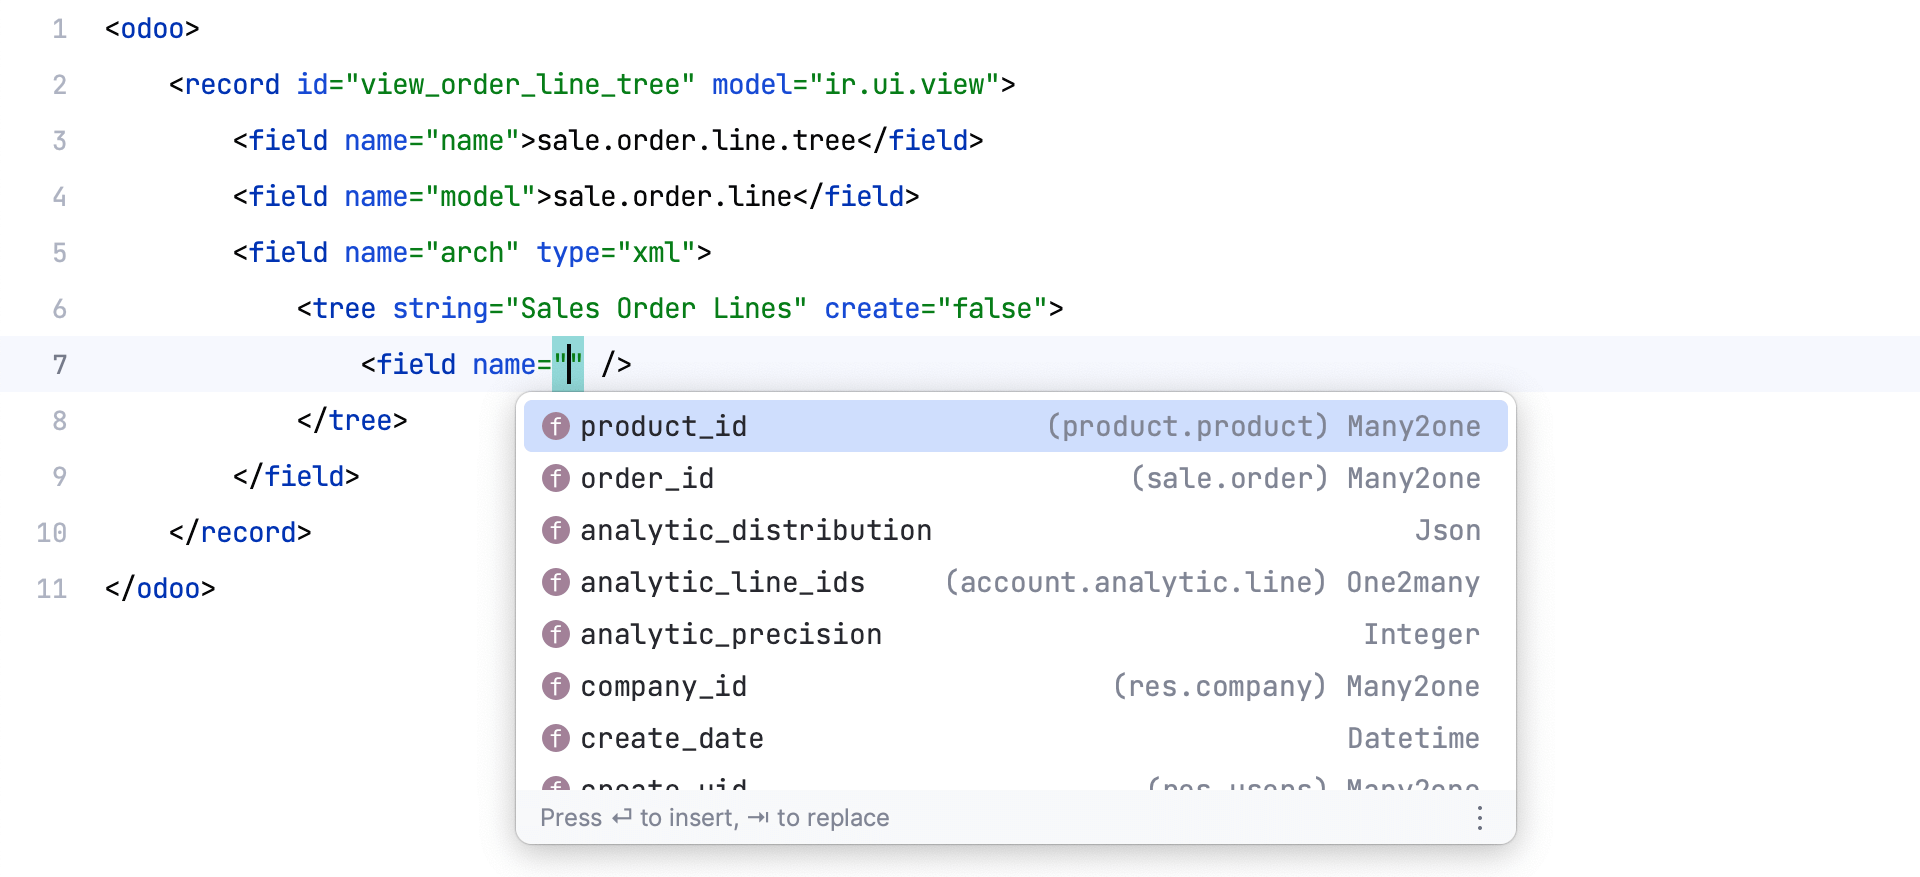 1 <odoo>
2 <record id="view_order_line_tree" model="ir.ui.view">
3 <field name="name">sale.order.line.tree</field>
4 <field name="model">sale.order.line</field>
5 <field name="arch" type="xml">
6 <tree string="Sales Order Lines" create="false">
7 <field name="" />
8 </tree>
9 </field>
10 </record>
11 </odoo>
f product_id (product.product) Many2one
f order_id (sale.order) Many2one
f analytic_distribution Json
f analytic_line_ids (account.analytic.line) One2many
f analytic_precision Integer
f company_id (res.company) Many2one
f create_date Datetime
f create_uid (res.users) Many2one
Press ↵ to insert, ⇥ to replace